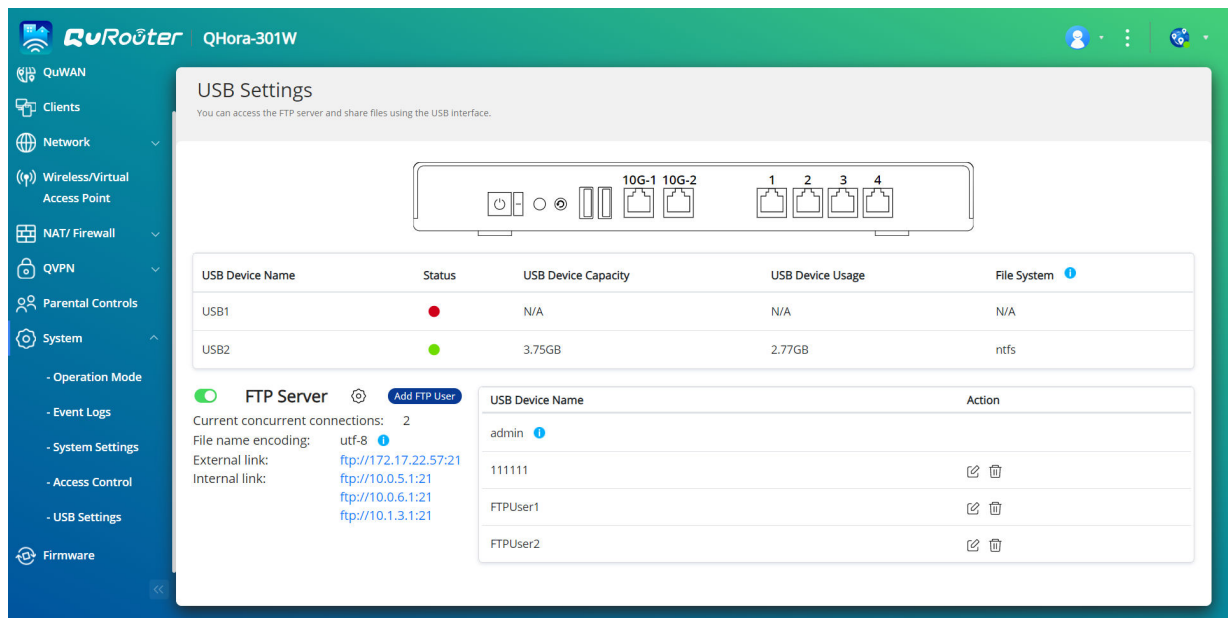 QuRouter QHora-301W
QuWAN
Clients
Network
Wireless/Virtual
Access Point
NAT/ Firewall
QVPN
Parental Controls
System
- Operation Mode
- Event Logs
- System Settings
- Access Control
- USB Settings
Firmware
USB Settings
You can access the FTP server and share files using the USB interface.
10G-1 10G-2 1 2 3 4
USB Device Name Status USB Device Capacity USB Device Usage File System
USB1 N/A N/A N/A
USB2 3.75GB 2.77GB ntfs
FTP Server Add FTP User
Current concurrent connections: 2
File name encoding: utf-8
External link: ftp://172.17.22.57:21
Internal link: ftp://10.0.5.1:21
ftp://10.0.6.1:21
ftp://10.1.3.1:21
USB Device Name Action
admin
111111
FTPUser1
FTPUser2